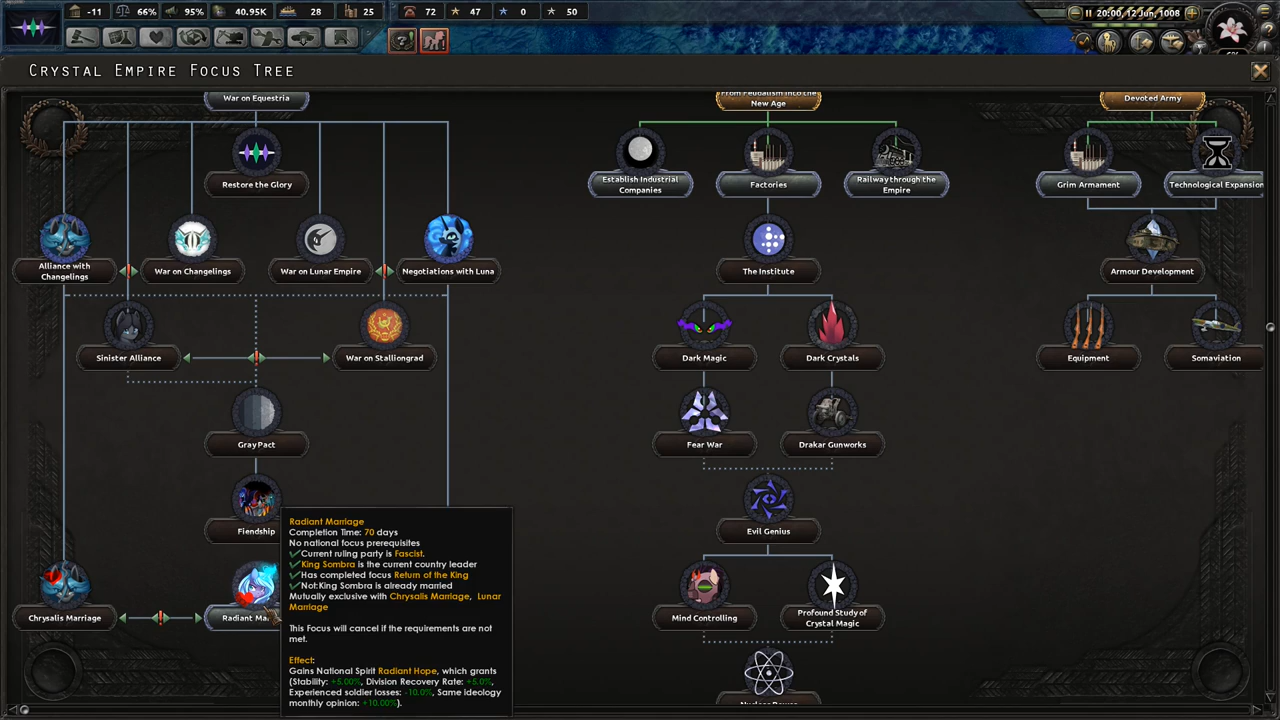 -11
66%
95%
40.95K
28
25
72
47
0
50
20:00, 12 Jun, 1008
Crystal Empire Focus Tree
War on Equestria
From Feudalism into the
New Age
Devoted Army
Restore the Glory
Establish Industrial
Companies
Factories
Railway through the
Empire
Grim Armament
Technological Expansion
Alliance with
Changelings
War on Changelings
War on Lunar Empire
Negotiations with Luna
The Institute
Armour Development
Sinister Alliance
War on Stalliongrad
Dark Magic
Dark Crystals
Equipment
Somaviation
Gray Pact
Fear War
Drakar Gunworks
Fiendship
Evil Genius
Chrysalis Marriage
Radiant Ma
Mind Controlling
Profound Study of
Crystal Magic
Nuclear Power
Radiant Marriage
Completion Time: 70 days
No national focus prerequisites
✓Current ruling party is Fascist.
✓King Sombra is the current country leader
✓Has completed focus Return of the King
✓Not:King Sombra is already married
Mutually exclusive with Chrysalis Marriage, Lunar
Marriage
This Focus will cancel if the requirements are not
met.
Effect:
Gains National Spirit Radiant Hope, which grants
(Stability: +5.00%, Division Recovery Rate: +5.0%,
Experienced soldier losses: -10.0%, Same ideology
monthly opinion: +10.00%).